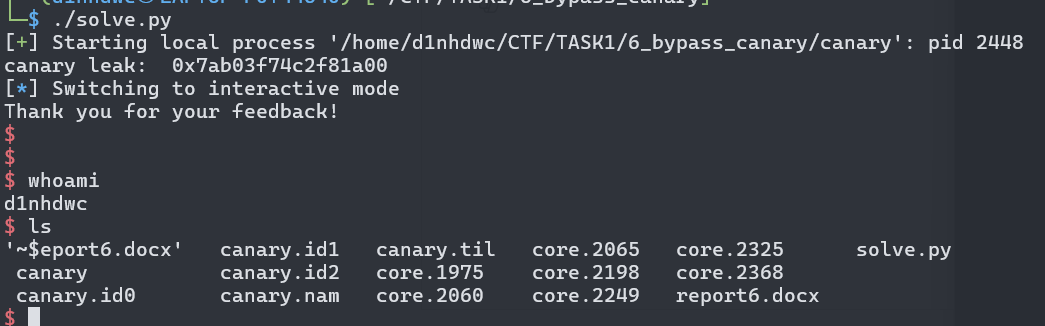 $ ./solve.py
[+] Starting local process '/home/d1nhdwc/CTF/TASK1/6_bypass_canary/canary': pid 2448
canary leak:  0x7ab03f74c2f81a00
[*] Switching to interactive mode
Thank you for your feedback!
$
$
$ whoami
d1nhdwc
$ ls
'~$eport6.docx'   canary.id1   canary.til   core.2065   core.2325     solve.py
 canary           canary.id2   core.1975    core.2198   core.2368
 canary.id0       canary.nam   core.2060    core.2249   report6.docx
$